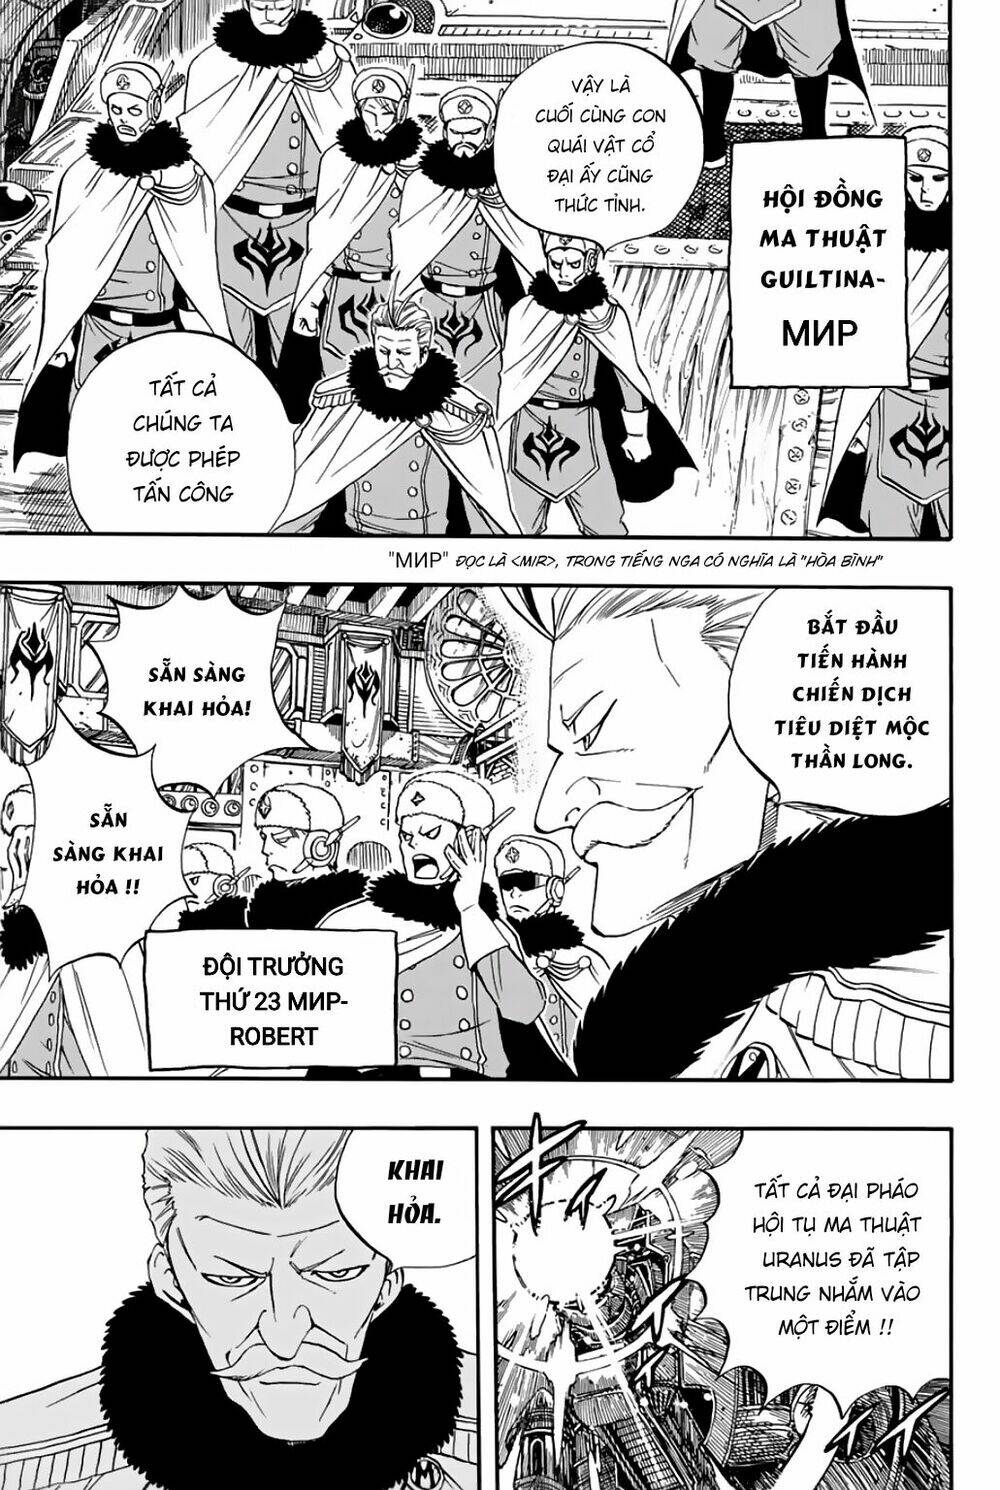 VẬY LÀ
CUỐI CÙNG CON
QUÁI VẬT CỔ
ĐẠI ẤY CŨNG
THỨC TỈNH.
HỘI ĐỒNG
MA THUẬT
GUILTINA-
МИР
TẤT CẢ
CHÚNG TA
ĐƯỢC PHÉP
TẤN CÔNG
"МИР" ĐỌC LÀ <MIR>, TRONG TIẾNG NGA CÓ NGHĨA LÀ "HÒA BÌNH"
BẮT ĐẦU
TIẾN HÀNH
CHIẾN DỊCH
TIÊU DIỆT MỘC
THẦN LONG.
SẴN SÀNG
KHAI HỎA!
SẴN
SÀNG KHAI
HỎA !!
ĐỘI TRƯỞNG
THỨ 23 МИР-
ROBERT
TẤT CẢ ĐẠI PHÁO
HỘI TỤ MA THUẬT
URANUS ĐÃ TẬP
TRUNG NHẮM VÀO
MỘT ĐIỂM !!
KHAI
HỎA.
M